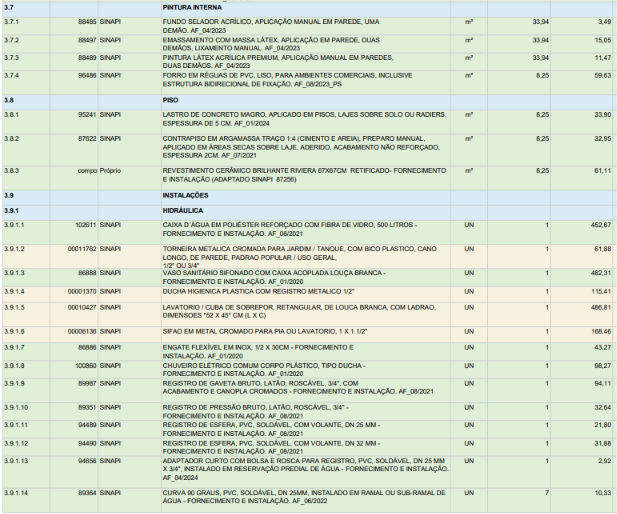 3.7 PINTURA INTERNA
3.7.1 88485 SINAPI FUNDO SELADOR ACRÍLICO, APLICAÇÃO MANUAL EM PAREDE, UMA m² 33,94 3,49
DEMÃO. AF_04/2023
3.7.2 88497 SINAPI EMASSAMENTO COM MASSA LÁTEX, APLICAÇÃO EM PAREDE, DUAS m² 33,94 15,05
DEMÃOS, LIXAMENTO MANUAL. AF_04/2023
3.7.3 88489 SINAPI PINTURA LÁTEX ACRÍLICA PREMIUM, APLICAÇÃO MANUAL EM PAREDES, m² 33,94 11,47
DUAS DEMÃOS. AF_04/2023
3.7.4 96486 SINAPI FORRO EM RÉGUAS DE PVC, LISO, PARA AMBIENTES COMERCIAIS, INCLUSIVE m² 8,25 59,63
ESTRUTURA BIDIRECIONAL DE FIXAÇÃO. AF_08/2023_PS
3.8 PISO
3.8.1 95241 SINAPI LASTRO DE CONCRETO MAGRO, APLICADO EM PISOS, LAJES SOBRE SOLO OU RADIERS, m² 8,25 33,90
ESPESSURA DE 5 CM. AF_01/2024
3.8.2 87622 SINAPI CONTRAPISO EM ARGAMASSA TRAÇO 1:4 (CIMENTO E AREIA), PREPARO MANUAL, m² 8,25 32,95
APLICADO EM ÁREAS SECAS SOBRE LAJE, ADERIDO, ACABAMENTO NÃO REFORÇADO,
ESPESSURA 2CM. AF_07/2021
3.8.3 compo Próprio REVESTIMENTO CERÂMICO BRILHANTE RIVIERA 67X67CM RETIFICADO- FORNECIMENTO m² 8,25 61,11
E INSTALAÇÃO (ADAPTADO SINAPI 87256)
3.9 INSTALAÇÕES
3.9.1 HIDRÁULICA
3.9.1.1 102611 SINAPI CAIXA D'ÁGUA EM POLIÉSTER REFORÇADO COM FIBRA DE VIDRO, 500 LITROS - UN 1 452,67
FORNECIMENTO E INSTALAÇÃO. AF_06/2021
3.9.1.2 00011762 SINAPI TORNEIRA METALICA CROMADA PARA JARDIM / TANQUE, COM BICO PLASTICO, CANO UN 1 61,88
LONGO, DE PAREDE, PADRAO POPULAR / USO GERAL,
1/2" OU 3/4"
3.9.1.3 86888 SINAPI VASO SANITÁRIO SIFONADO COM CAIXA ACOPLADA LOUÇA BRANCA - UN 1 482,31
FORNECIMENTO E INSTALAÇÃO. AF_01/2020
3.9.1.4 00001370 SINAPI DUCHA HIGIENICA PLASTICA COM REGISTRO METALICO 1/2" UN 1 115,41
3.9.1.5 00010427 SINAPI LAVATORIO / CUBA DE SOBREPOR, RETANGULAR, DE LOUCA BRANCA, COM LADRAO, UN 1 486,81
DIMENSOES *52 X 45* CM (L X C)
3.9.1.6 00006136 SINAPI SIFAO EM METAL CROMADO PARA PIA OU LAVATORIO, 1 X 1.1/2" UN 1 168,46
3.9.1.7 86886 SINAPI ENGATE FLEXÍVEL EM INOX, 1/2 X 30CM - FORNECIMENTO E UN 1 43,27
INSTALAÇÃO. AF_01/2020
3.9.1.8 100860 SINAPI CHUVEIRO ELÉTRICO COMUM CORPO PLÁSTICO, TIPO DUCHA - UN 1 98,27
FORNECIMENTO E INSTALAÇÃO. AF_01/2020
3.9.1.9 89987 SINAPI REGISTRO DE GAVETA BRUTO, LATÃO, ROSCÁVEL, 3/4", COM UN 1 94,11
ACABAMENTO E CANOPLA CROMADOS - FORNECIMENTO E INSTALAÇÃO. AF_08/2021
3.9.1.10 89351 SINAPI REGISTRO DE PRESSÃO BRUTO, LATÃO, ROSCÁVEL, 3/4" - UN 1 32,64
FORNECIMENTO E INSTALAÇÃO. AF_08/2021
3.9.1.11 94489 SINAPI REGISTRO DE ESFERA, PVC, SOLDÁVEL, COM VOLANTE, DN 25 MM - UN 1 21,80
FORNECIMENTO E INSTALAÇÃO. AF_08/2021
3.9.1.12 94490 SINAPI REGISTRO DE ESFERA, PVC, SOLDÁVEL, COM VOLANTE, DN 32 MM - UN 1 31,88
FORNECIMENTO E INSTALAÇÃO. AF_08/2021
3.9.1.13 94656 SINAPI ADAPTADOR CURTO COM BOLSA E ROSCA PARA REGISTRO, PVC, SOLDÁVEL, DN 25 MM UN 1 2,92
X 3/4", INSTALADO EM RESERVAÇÃO PREDIAL DE ÁGUA - FORNECIMENTO E INSTALAÇÃO.
AF_04/2024
3.9.1.14 89364 SINAPI CURVA 90 GRAUS, PVC, SOLDÁVEL, DN 25MM, INSTALADO EM RAMAL OU SUB-RAMAL DE UN 7 10,33
ÁGUA - FORNECIMENTO E INSTALAÇÃO. AF_06/2022